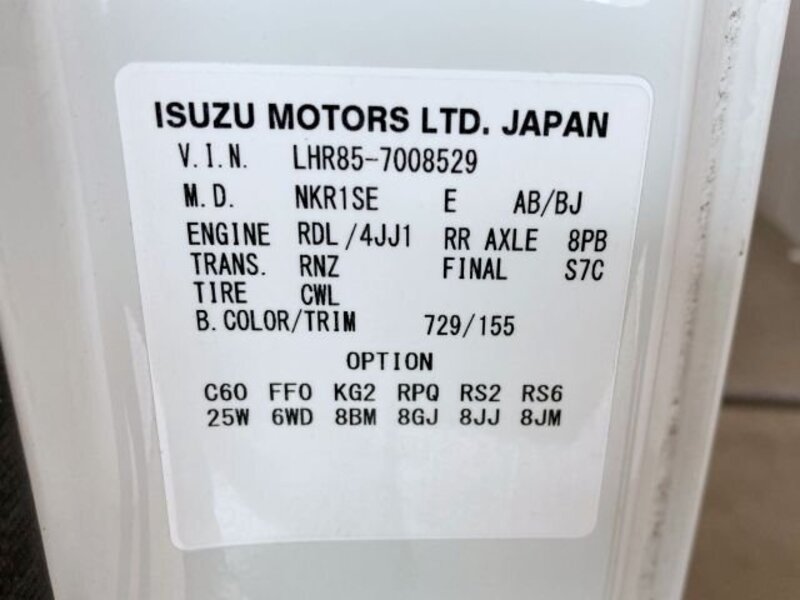 ISUZU MOTORS LTD. JAPAN
V.I.N. LHR85-7008529
M.D. NKR1SE E AB/BJ
ENGINE RDL/4JJ1 RR AXLE 8PB
TRANS. RNZ FINAL S7C
TIRE CWL
B.COLOR/TRIM 729/155
OPTION
C60 FF0 KG2 RPQ RS2 RS6
25W 6WD 8BM 8GJ 8JJ 8JM